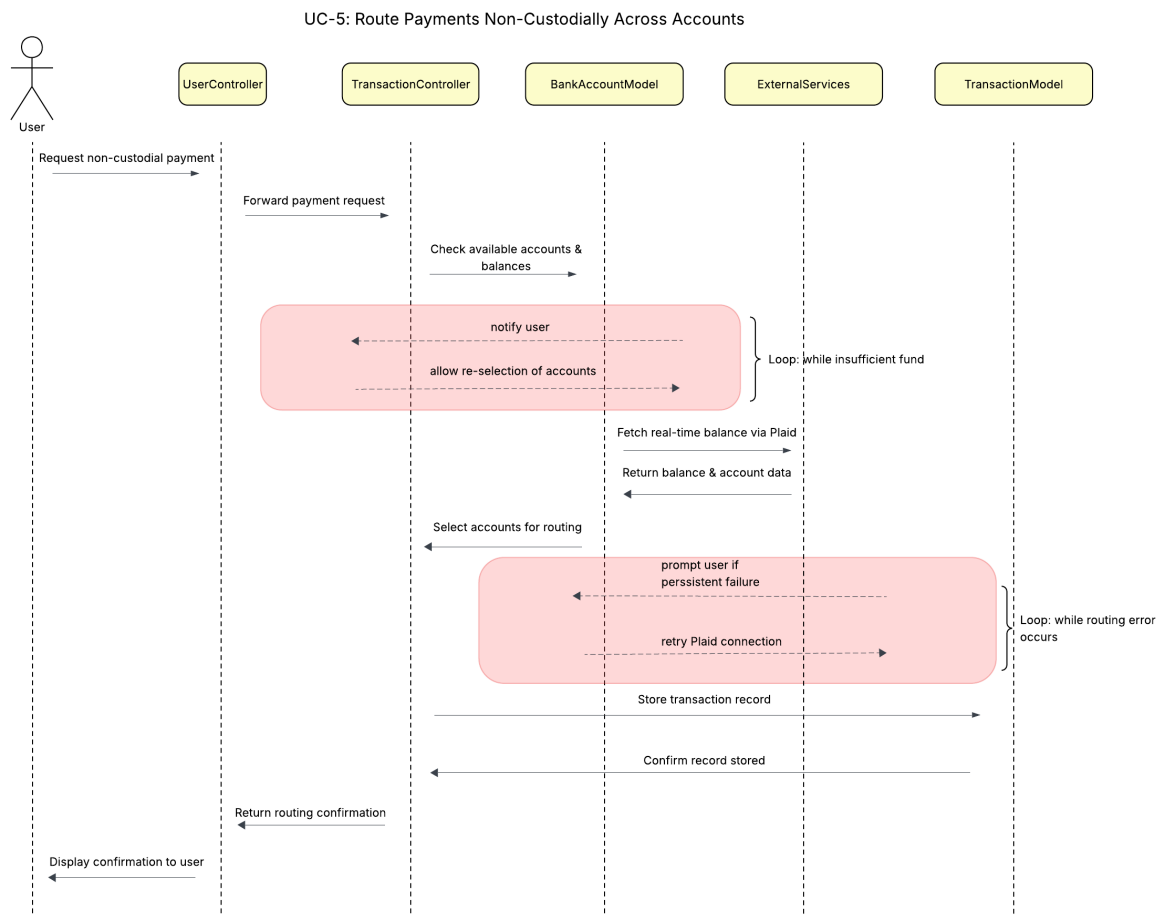 UC-5: Route Payments Non-Custodially Across Accounts
UserController
TransactionController
BankAccountModel
ExternalServices
TransactionModel
User
Request non-custodial payment
Forward payment request
Check available accounts &
balances
notify user
Loop: while insufficient fund
allow re-selection of accounts
Fetch real-time balance via Plaid
Return balance & account data
Select accounts for routing
prompt user if
perssistent failure
Loop: while routing error
occurs
retry Plaid connection
Store transaction record
Confirm record stored
Return routing confirmation
Display confirmation to user